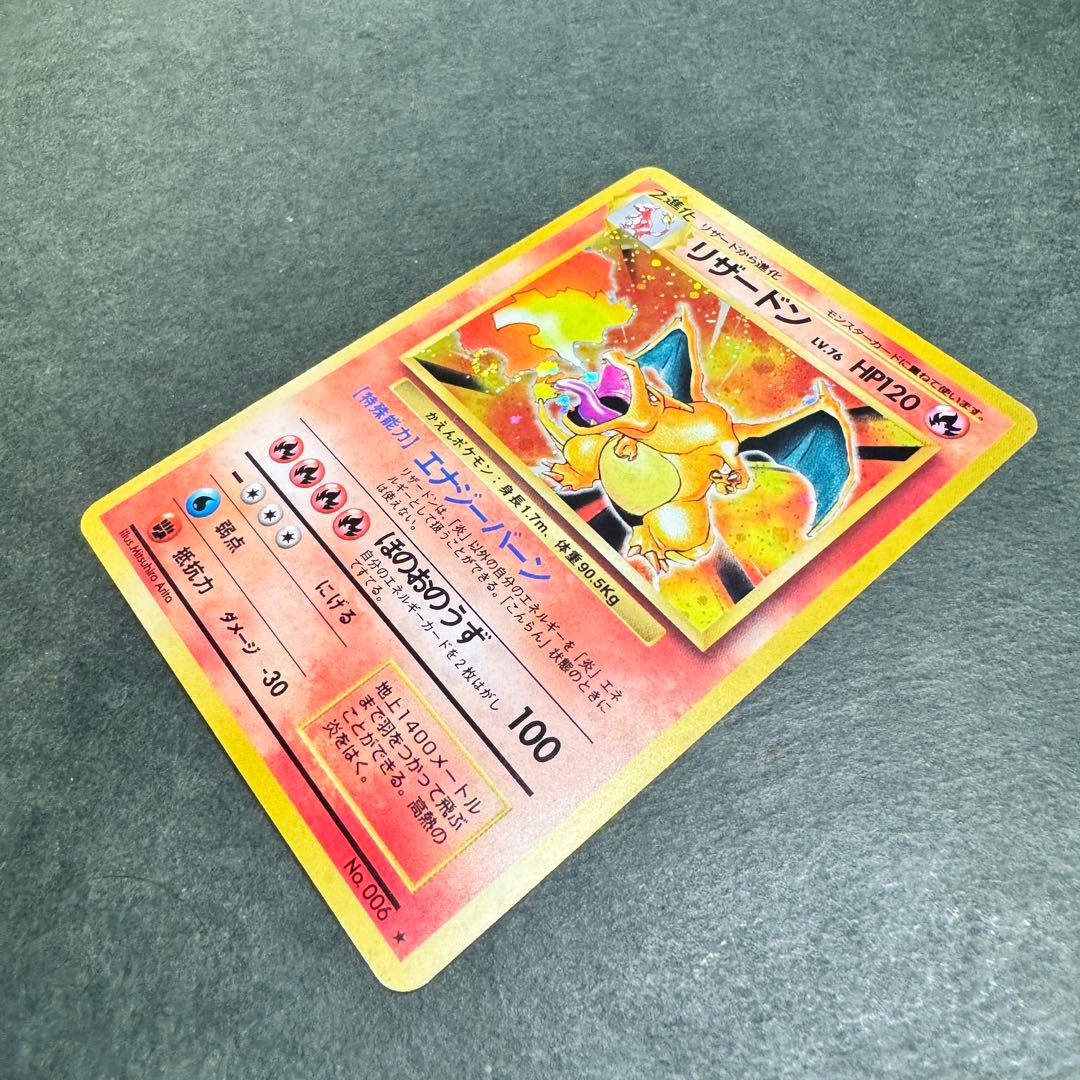 2進化
リザードから進化
モンスターカードに重ねて使います。
リザードン LV.76 HP120
かえんポケモン：身長1.7m、体重90.5Kg
【特殊能力】エナジーバーン
リザードンは、「炎」以外の自分のエネルギーを「炎」エネ
ルギーとして扱うことができる。「こんらん」状態のときに
は使えない。
ほのおのうず 100
自分のエネルギーカードを2枚はがし
てすてる。
にげる
弱点
抵抗力 ダメージ -30
地上1400メートル
まで羽をつかって飛ぶ
ことができる。高熱の
炎をはく。
Illus. Mitsuhiro Arita
No. 006 ★